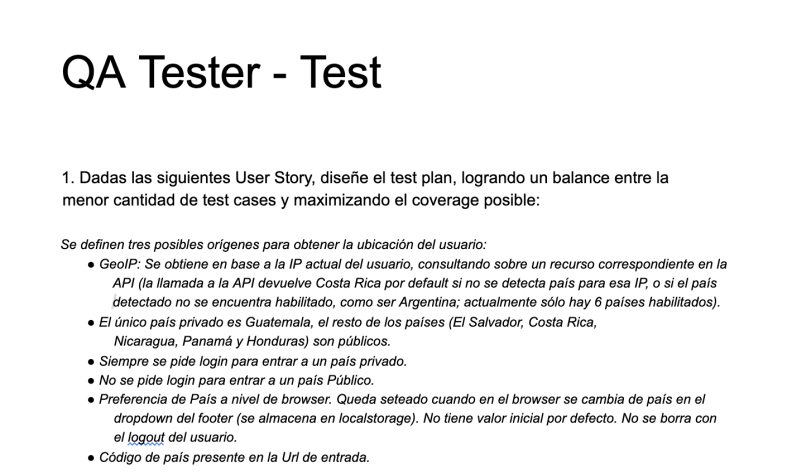 QA Tester - Test
1. Dadas las siguientes User Story, diseñe el test plan, logrando un balance entre la
menor cantidad de test cases y maximizando el coverage posible:
Se definen tres posibles orígenes para obtener la ubicación del usuario:
● GeoIP: Se obtiene en base a la IP actual del usuario, consultando sobre un recurso correspondiente en la
API (la llamada a la API devuelve Costa Rica por default si no se detecta país para esa IP, o si el país
detectado no se encuentra habilitado, como ser Argentina; actualmente sólo hay 6 países habilitados).
● El único país privado es Guatemala, el resto de los países (El Salvador, Costa Rica,
Nicaragua, Panamá y Honduras) son públicos.
● Siempre se pide login para entrar a un país privado.
● No se pide login para entrar a un país Público.
● Preferencia de País a nivel de browser. Queda seteado cuando en el browser se cambia de país en el
dropdown del footer (se almacena en localstorage). No tiene valor inicial por defecto. No se borra con
el logout del usuario.
● Código de país presente en la Url de entrada.